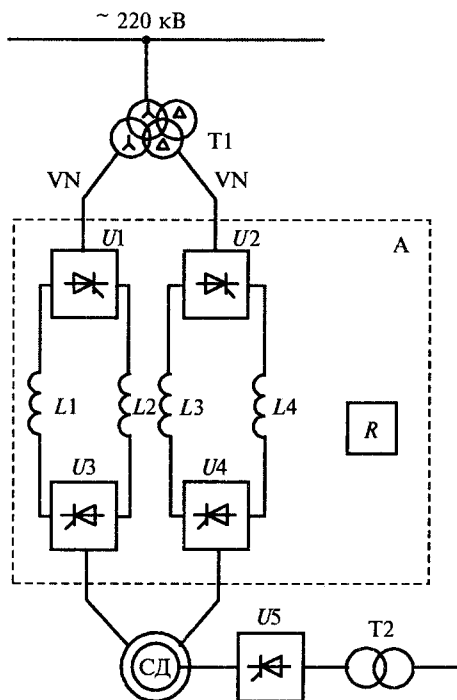 ~ 220 кВ
T1
VN VN
U1 U2 A
L1 L2 L3 L4 R
U3 U4
СД U5 T2